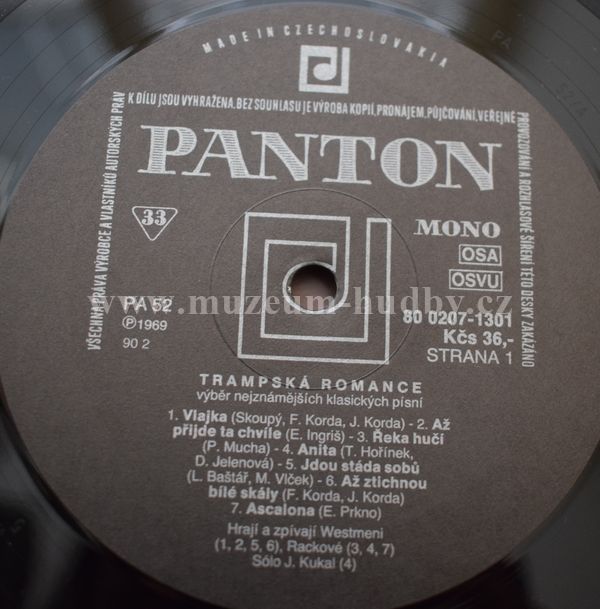 MADE IN CZECHOSLOVAKIA
VŠECHNA PRÁVA VÝROBCE A VLASTNÍKŮ AUTORSKÝCH PRAV
K DÍLU JSOU VYHRAŽENA. BEZ SOUHLASU JE VÝROBA KOPIÍ, PRONÁJEM, PŮJČOVÁNÍ, VEŘEJNÉ
PROVOZOVÁNÍ A ROZHLASOVÉ ŠÍŘENÍ TÉTO DESKY ZAKÁZÁNO
PANTON
33
MONO
OSA
OSVU
PA 52
Ⓟ1969
90 2
80 0207-1301
Kčs 36,-
STRANA 1
www.muzeum-hudby.cz
TRAMPSKÁ ROMANCE
výběr nejznámějších klasických písní
1. Vlajka (Skoupý, F. Korda, J. Korda) - 2. Až
přijde ta chvíle (E. Ingriš) - 3. Řeka hučí
(P. Mucha) - 4. Anita (T. Hořínek,
D. Jelenová) - 5. Jdou stáda sobů
(L. Baštář, M. Vlček) - 6. Až ztichnou
bílé skály (F. Korda, J. Korda)
7. Ascalona (E. Prkno)
Hrají a zpívají Westmeni
(1, 2, 5, 6), Rackové (3, 4, 7)
Sólo J. Kukal (4)